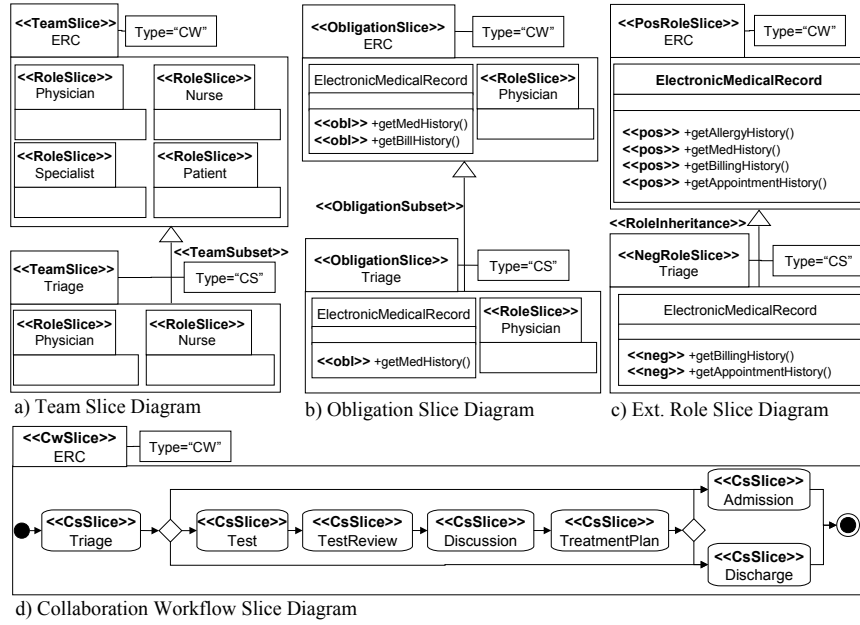 <<TeamSlice>>
ERC
Type="CW"
<<RoleSlice>>
Physician
<<RoleSlice>>
Nurse
<<RoleSlice>>
Specialist
<<RoleSlice>>
Patient
<<TeamSubset>>
<<TeamSlice>>
Triage
Type="CS"
<<RoleSlice>>
Physician
<<RoleSlice>>
Nurse
a) Team Slice Diagram
<<ObligationSlice>>
ERC
Type="CW"
ElectronicMedicalRecord
<<obl>> +getMedHistory()
<<obl>> +getBillHistory()
<<RoleSlice>>
Physician
<<ObligationSubset>>
<<ObligationSlice>>
Triage
Type="CS"
ElectronicMedicalRecord
<<obl>> +getMedHistory()
<<RoleSlice>>
Physician
b) Obligation Slice Diagram
<<PosRoleSlice>>
ERC
Type="CW"
ElectronicMedicalRecord
<<pos>> +getAllergyHistory()
<<pos>> +getMedHistory()
<<pos>> +getBillingHistory()
<<pos>> +getAppointmentHistory()
<<RoleInheritance>>
<<NegRoleSlice>>
Triage
Type="CS"
ElectronicMedicalRecord
<<neg>> +getBillingHistory()
<<neg>> +getAppointmentHistory()
c) Ext. Role Slice Diagram
<<CwSlice>>
ERC
Type="CW"
<<CsSlice>>
Triage
<<CsSlice>>
Test
<<CsSlice>>
TestReview
<<CsSlice>>
Discussion
<<CsSlice>>
TreatmentPlan
<<CsSlice>>
Admission
<<CsSlice>>
Discharge
d) Collaboration Workflow Slice Diagram